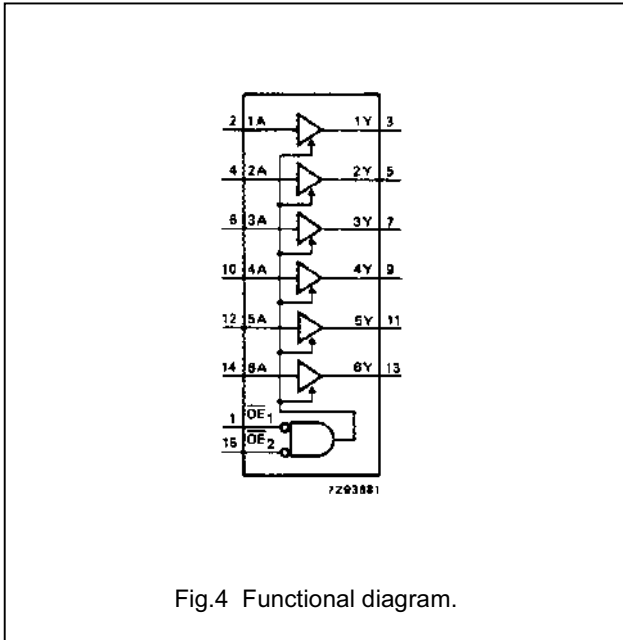 2 1A 1Y 3
4 2A 2Y 5
6 3A 3Y 7
10 4A 4Y 9
12 5A 5Y 11
14 6A 6Y 13
1 OE1
15 OE2
7Z93881
Fig.4 Functional diagram.